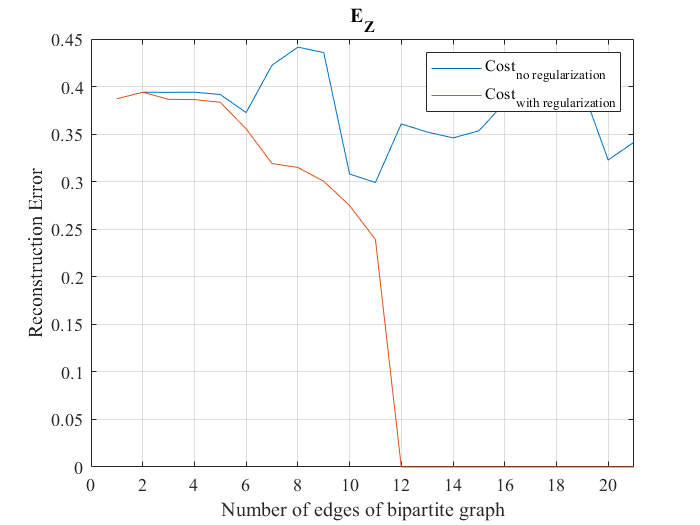 E_Z
0.45
0.4
0.35
0.3
0.25
0.2
0.15
0.1
0.05
0
Reconstruction Error
Cost_no regularization
Cost_with regularization
0 2 4 6 8 10 12 14 16 18 20
Number of edges of bipartite graph